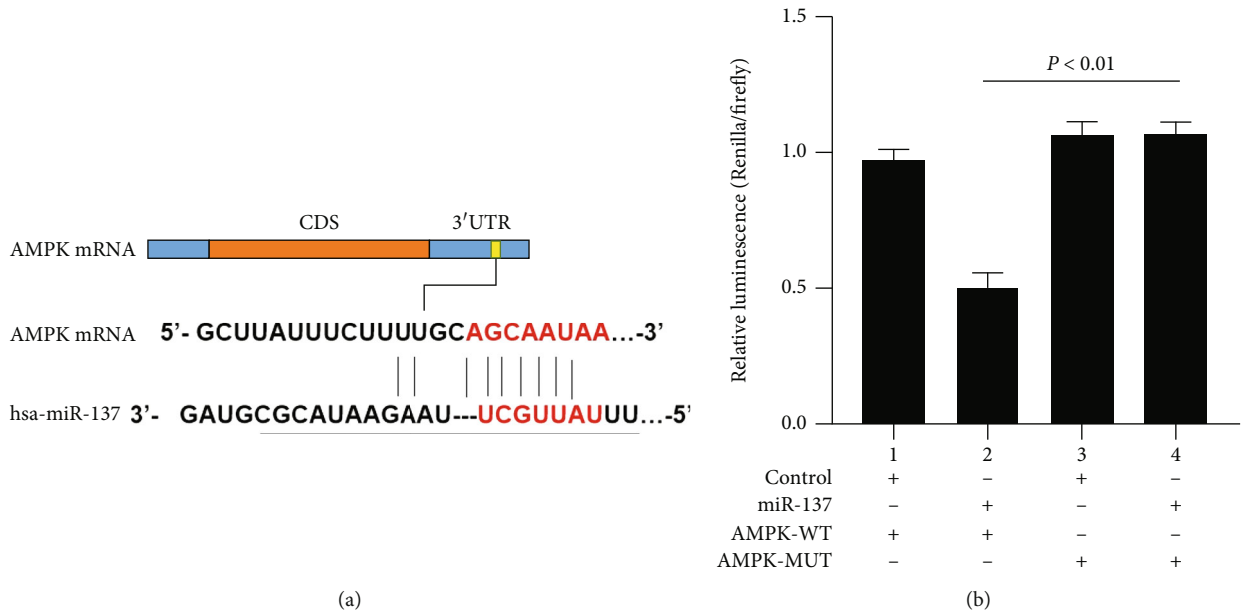 CDS 3′UTR
AMPK mRNA
AMPK mRNA 5’- GCUUAUUUCUUUUGCAGCAAUAA...-3’
hsa-miR-137 3’- GAUGCGCAUAAGAAU---UCGUUAUUU...-5’
(a)
Relative luminescence (Renilla/firefly)
1.5
1.0
0.5
0.0
P < 0.01
1 2 3 4
Control + – + –
miR-137 – + – +
AMPK-WT + + – –
AMPK-MUT – – + +
(b)